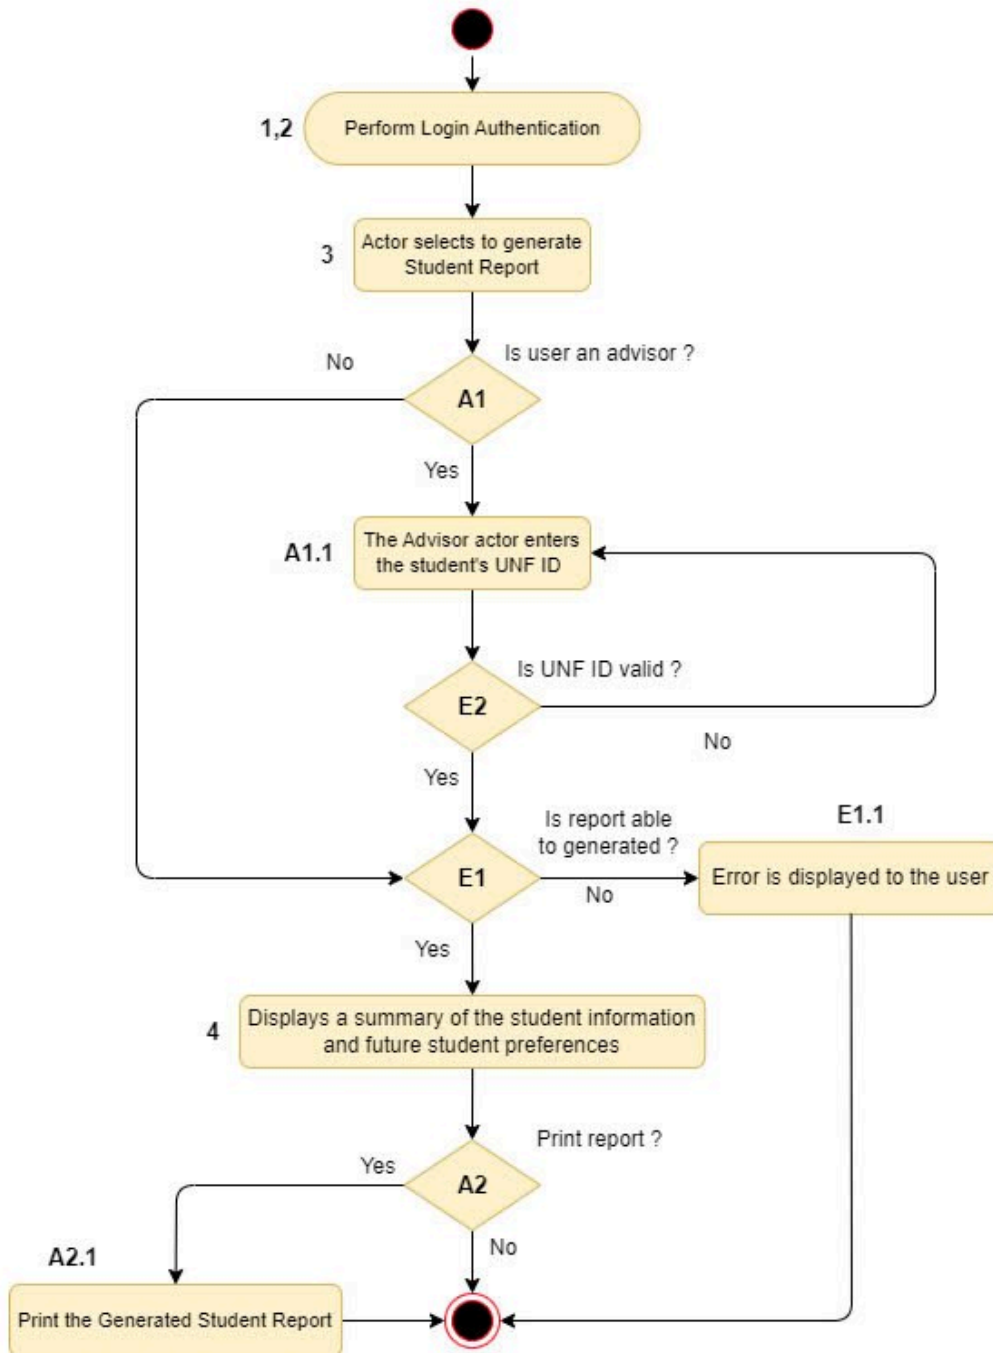 1,2
Perform Login Authentication
3
Actor selects to generate
Student Report
Is user an advisor ?
No
A1
Yes
A1.1
The Advisor actor enters
the student's UNF ID
Is UNF ID valid ?
E2
No
Yes
Is report able
to generated ?
E1.1
E1
No
Error is displayed to the user
Yes
4
Displays a summary of the student information
and future student preferences
Print report ?
Yes
A2
No
A2.1
Print the Generated Student Report